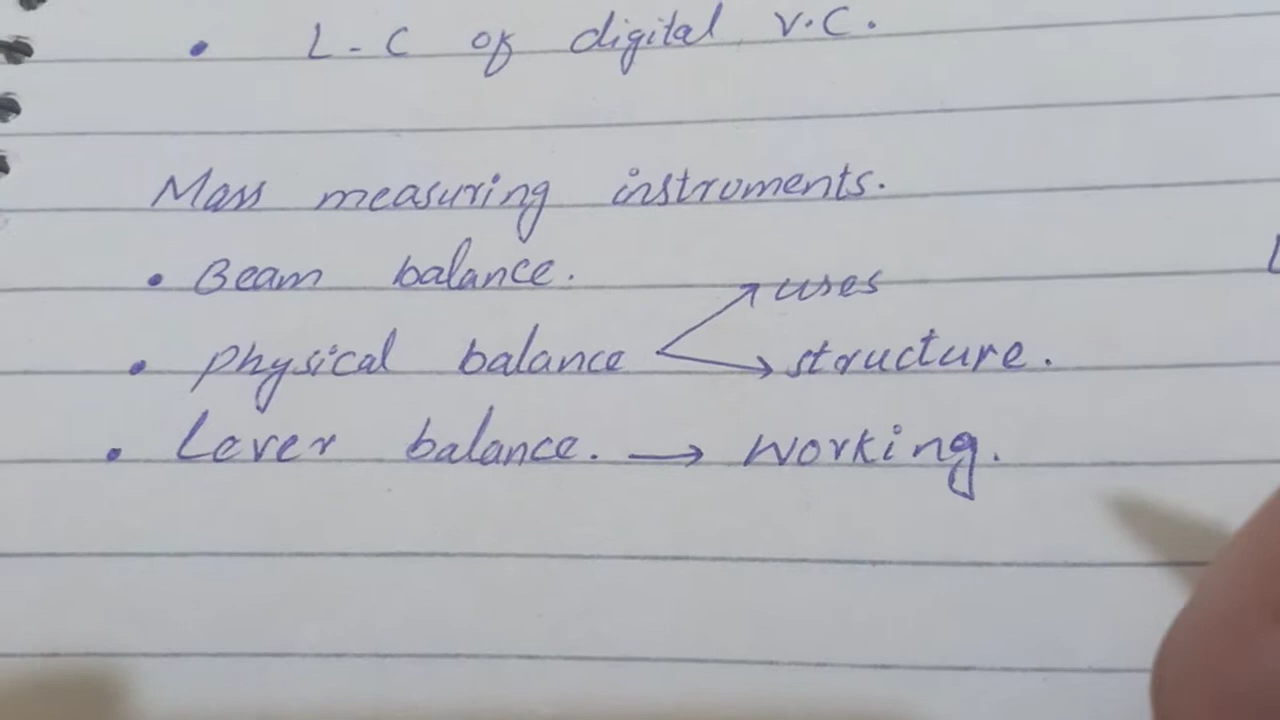 • L-C of digital V.C.
Mass measuring instruments.
• Beam balance.
• Physical balance → uses
→ structure.
• Lever balance. → working.